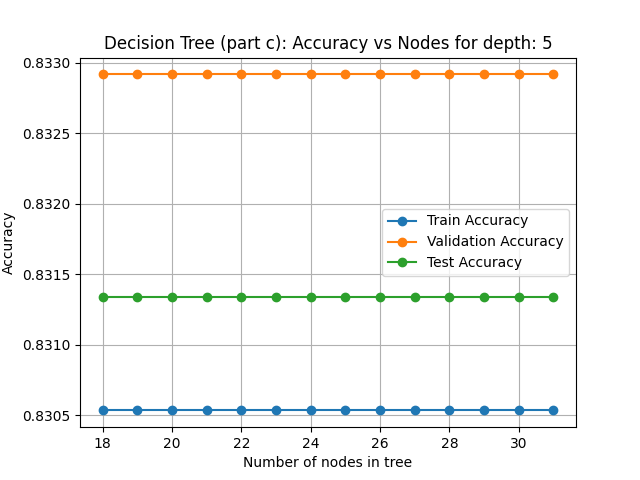 Decision Tree (part c): Accuracy vs Nodes for depth: 5
0.8330
0.8325
0.8320
0.8315
0.8310
0.8305
Accuracy
Train Accuracy
Validation Accuracy
Test Accuracy
18 20 22 24 26 28 30
Number of nodes in tree